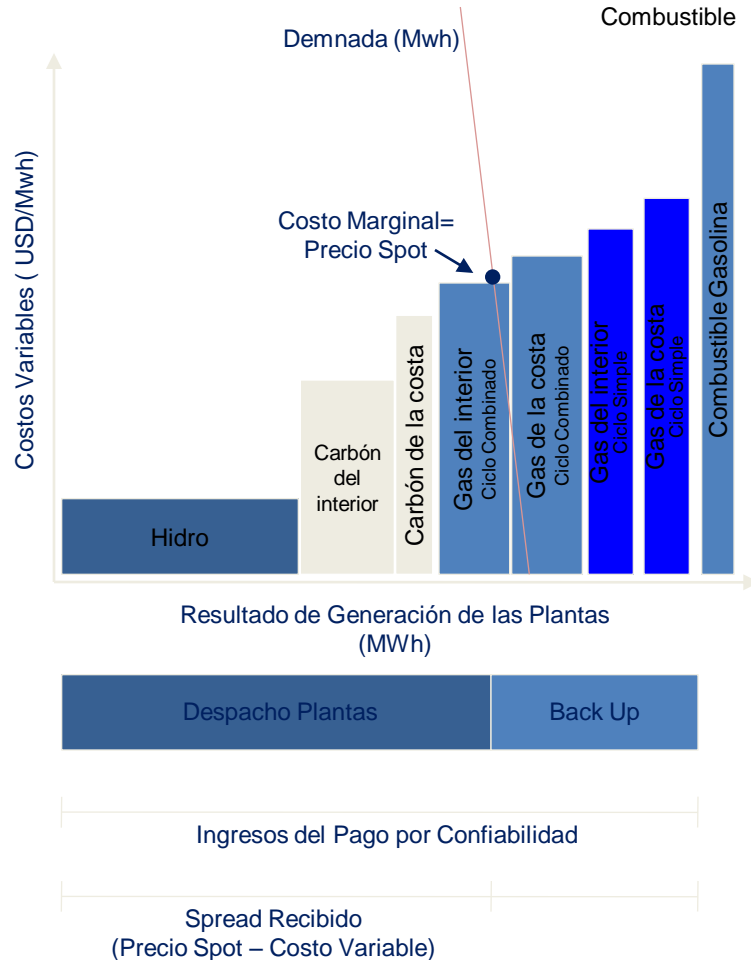 Combustible
Demnada (Mwh)
Costos Variables ( USD/Mwh)
Costo Marginal=
Precio Spot
Hidro
Carbón
del
interior
Carbón de la costa
Gas del interior
Ciclo Combinado
Gas de la costa
Ciclo Combinado
Gas del interior
Ciclo Simple
Gas de la costa
Ciclo Simple
Combustible Gasolina
Resultado de Generación de las Plantas
(MWh)
Despacho Plantas
Back Up
Ingresos del Pago por Confiabilidad
Spread Recibido
(Precio Spot – Costo Variable)